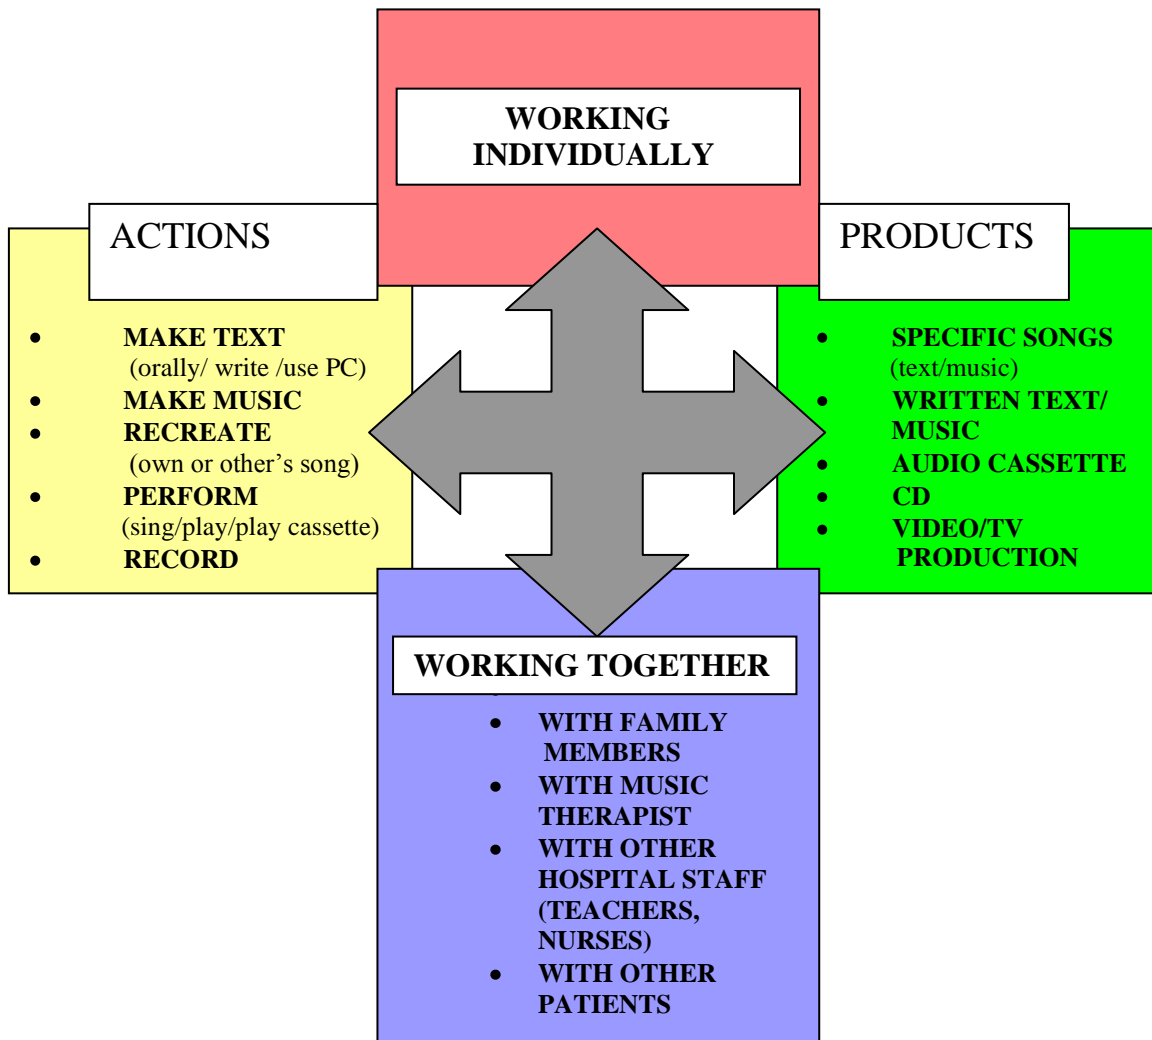 WORKING
INDIVIDUALLY
ACTIONS
• MAKE TEXT
(orally/ write /use PC)
• MAKE MUSIC
• RECREATE
(own or other’s song)
• PERFORM
(sing/play/play cassette)
• RECORD
PRODUCTS
• SPECIFIC SONGS
(text/music)
• WRITTEN TEXT/
• MUSIC
• AUDIO CASSETTE
• CD
• VIDEO/TV
PRODUCTION
WORKING TOGETHER
• WITH FAMILY
MEMBERS
• WITH MUSIC
THERAPIST
• WITH OTHER
HOSPITAL STAFF
(TEACHERS,
NURSES)
• WITH OTHER
PATIENTS